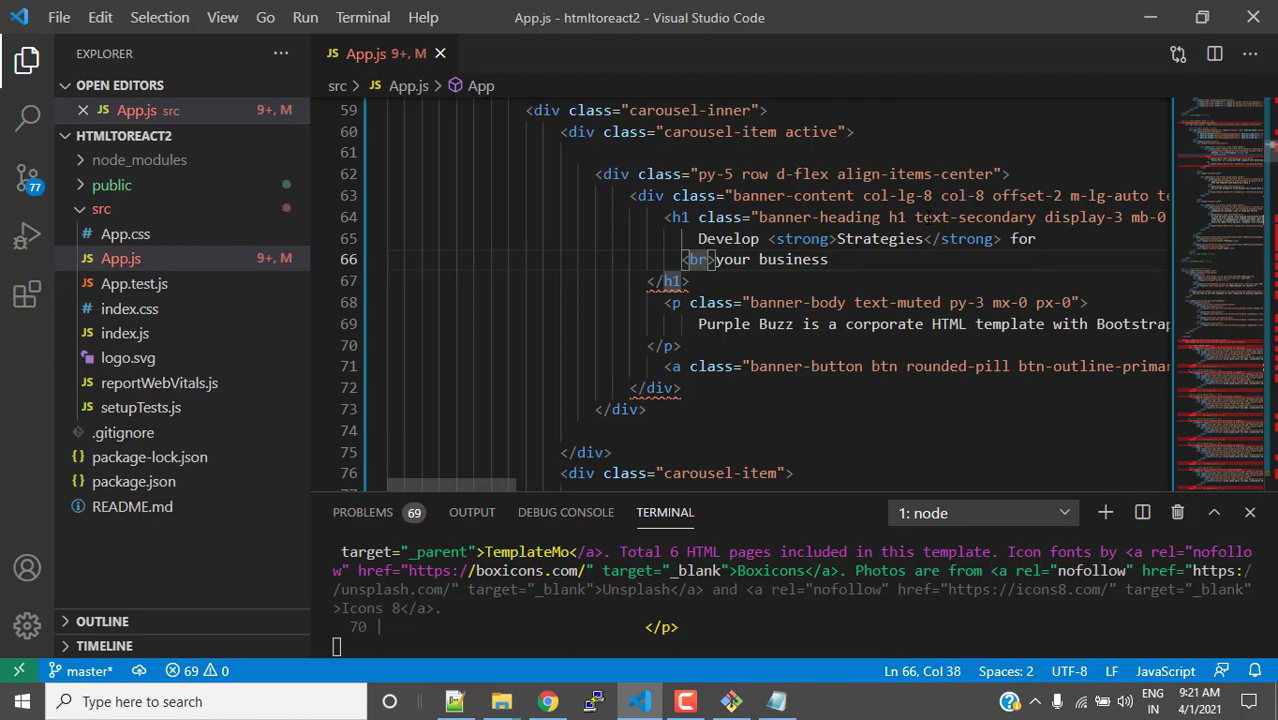 File Edit Selection View Go Run Terminal Help
App.js - htmltoreact2 - Visual Studio Code
EXPLORER
OPEN EDITORS
App.js src 9+, M
HTMLTOREACT2
node_modules
public
src
App.css
App.js 9+, M
App.test.js
index.css
index.js
logo.svg
reportWebVitals.js
setupTests.js
.gitignore
package-lock.json
package.json
README.md
OUTLINE
TIMELINE
77
JS App.js 9+, M
src > JS App.js > App
59 <div class="carousel-inner">
60 <div class="carousel-item active">
61
62 <div class="py-5 row d-flex align-items-center">
63 <div class="banner-content col-lg-8 col-8 offset-2 m-lg-auto te
64 <h1 class="banner-heading h1 text-secondary display-3 mb-0
65 Develop <strong>Strategies</strong> for
66 <br>your business
67 </h1>
68 <p class="banner-body text-muted py-3 mx-0 px-0">
69 Purple Buzz is a corporate HTML template with Bootstrap
70 </p>
71 <a class="banner-button btn rounded-pill btn-outline-prima
72 </div>
73 </div>
74
75 </div>
76 <div class="carousel-item">
PROBLEMS 69 OUTPUT DEBUG CONSOLE TERMINAL 1: node
target="_parent">TemplateMo</a>. Total 6 HTML pages included in this template. Icon fonts by <a rel="nofollo
w" href="https://boxicons.com/" target="_blank">Boxicons</a>. Photos are from <a rel="nofollow" href="https:/
/unsplash.com/" target="_blank">Unsplash</a> and <a rel="nofollow" href="https://icons8.com/" target="_blank"
>Icons 8</a>.
70 | </p>
master* 69 0 Ln 66, Col 38 Spaces: 2 UTF-8 LF JavaScript
Type here to search
ENG
IN
9:21 AM
4/1/2021